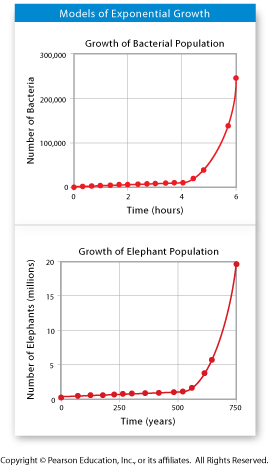 Models of Exponential Growth
Growth of Bacterial Population
300,000
200,000
100,000
0
Number of Bacteria
0 2 4 6
Time (hours)
Growth of Elephant Population
20
15
10
5
0
Number of Elephants (millions)
0 250 500 750
Time (years)
Copyright © Pearson Education, Inc., or its affiliates. All Rights Reserved.